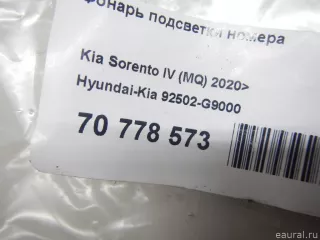 Фонарь подсветки номера
Kia Sorento IV (MQ) 2020>
Hyundai-Kia 92502-G9000
70 778 573
© eaural.ru